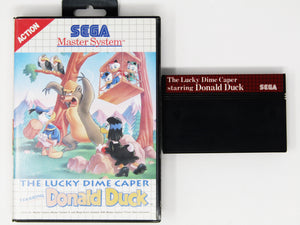 ACTION
SEGA
Master System
THE LUCKY DIME CAPER
STARRING
Donald Duck
The Lucky Dime Caper
starring Donald Duck
SEGA